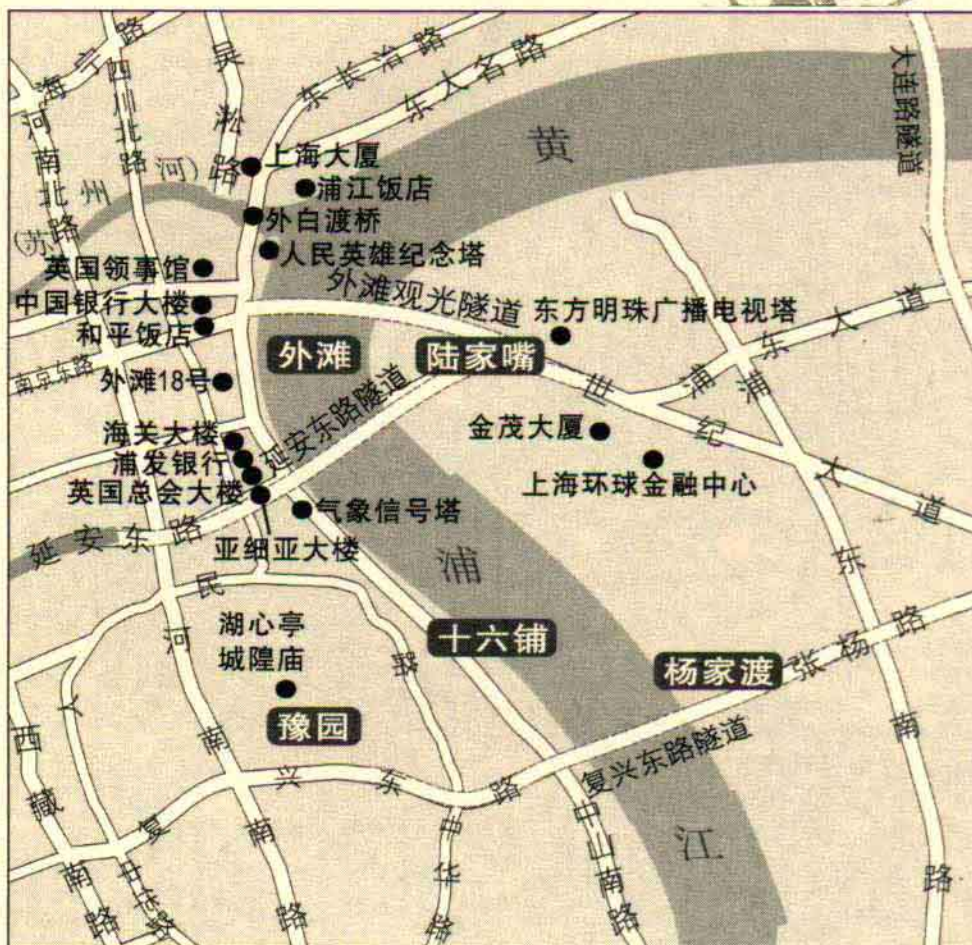 海宁路
四川北路
吴淞路
东长治路
东大名路
大连路隧道
河南北路
黄
上海大厦
浦江饭店
(苏州河)
外白渡桥
人民英雄纪念塔
英国领事馆
外滩观光隧道
中国银行大楼
东方明珠广播电视塔
和平饭店
外滩
陆家嘴
浦东大道
南京东路
外滩18号
世纪大道
延安东路隧道
海关大楼
金茂大厦
浦发银行
上海环球金融中心
英国总会大楼
气象信号塔
延安东路
亚细亚大楼
浦
浦东南路
人民路
湖心亭
城隍庙
十六铺
杨家渡
张杨路
豫园
河南南路
复兴东路
复兴东路隧道
江
西藏南路
中华路
中华路
中山南路